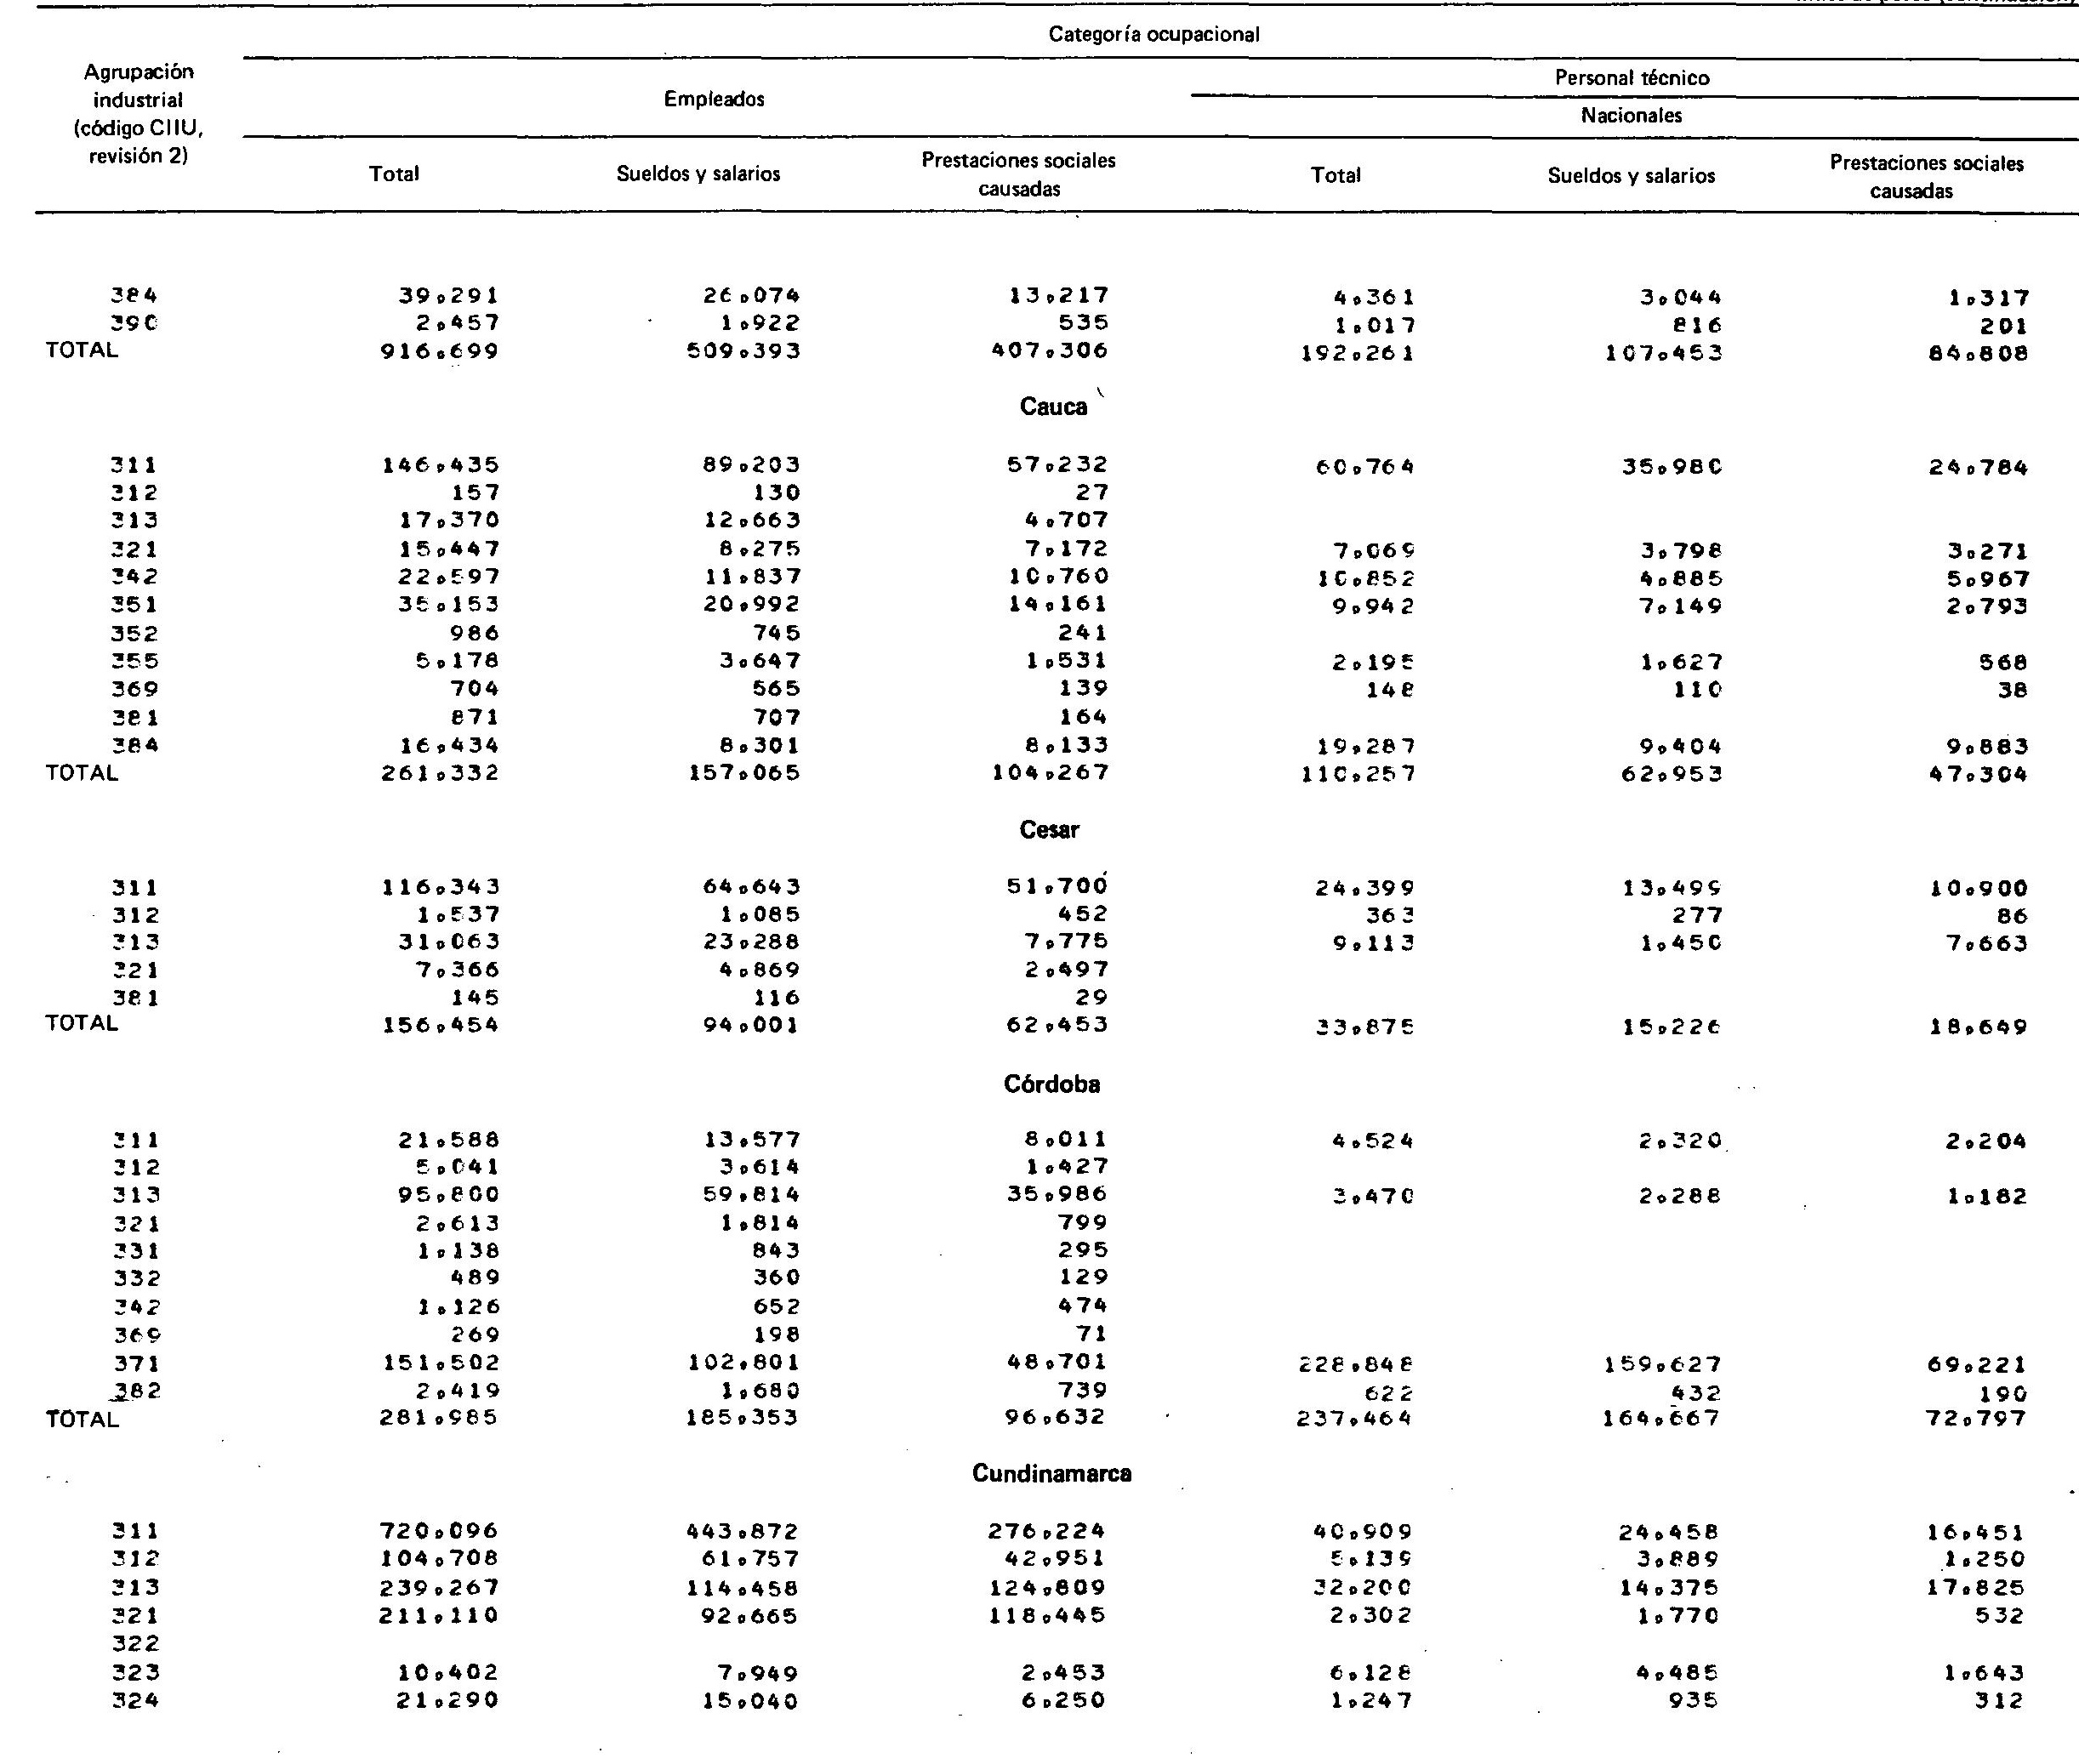 Categoría ocupacional
Agrupación industrial (código CIIU, revisión 2)
Empleados
Personal técnico
Nacionales
Total Sueldos y salarios Prestaciones sociales causadas Total Sueldos y salarios Prestaciones sociales causadas
384 39.291 26.074 13.217 4.361 3.044 1.317
390 2.457 1.922 535 1.017 816 201
TOTAL 916.699 509.393 407.306 192.261 107.453 84.808
Cauca
311 146.435 89.203 57.232 60.764 35.980 24.784
312 157 130 27
313 17.370 12.663 4.707
321 15.447 8.275 7.172 7.069 3.798 3.271
342 22.597 11.837 10.760 10.852 4.885 5.967
351 35.153 20.992 14.161 9.942 7.149 2.793
352 986 745 241
355 5.178 3.647 1.531 2.195 1.627 568
369 704 565 139 148 110 38
381 871 707 164
384 16.434 8.301 8.133 19.287 9.404 9.883
TOTAL 261.332 157.065 104.267 110.257 62.953 47.304
Cesar
311 116.343 64.643 51.700 24.399 13.499 10.900
312 1.537 1.085 452 363 277 86
313 31.063 23.288 7.775 9.113 1.450 7.663
321 7.366 4.869 2.497
381 145 116 29
TOTAL 156.454 94.001 62.453 33.875 15.226 18.649
Córdoba
311 21.588 13.577 8.011 4.524 2.320 2.204
312 5.041 3.614 1.427
313 95.800 59.814 35.986 3.470 2.288 1.182
321 2.613 1.814 799
331 1.138 843 295
332 489 360 129
342 1.126 652 474
369 269 198 71
371 151.502 102.801 48.701 228.848 159.627 69.221
382 2.419 1.680 739 622 432 190
TOTAL 281.985 185.353 96.632 237.464 164.667 72.797
Cundinamarca
311 720.096 443.872 276.224 40.909 24.458 16.451
312 104.708 61.757 42.951 5.139 3.889 1.250
313 239.267 114.458 124.809 32.200 14.375 17.825
321 211.110 92.665 118.445 2.302 1.770 532
322
323 10.402 7.949 2.453 6.128 4.485 1.643
324 21.290 15.040 6.250 1.247 935 312